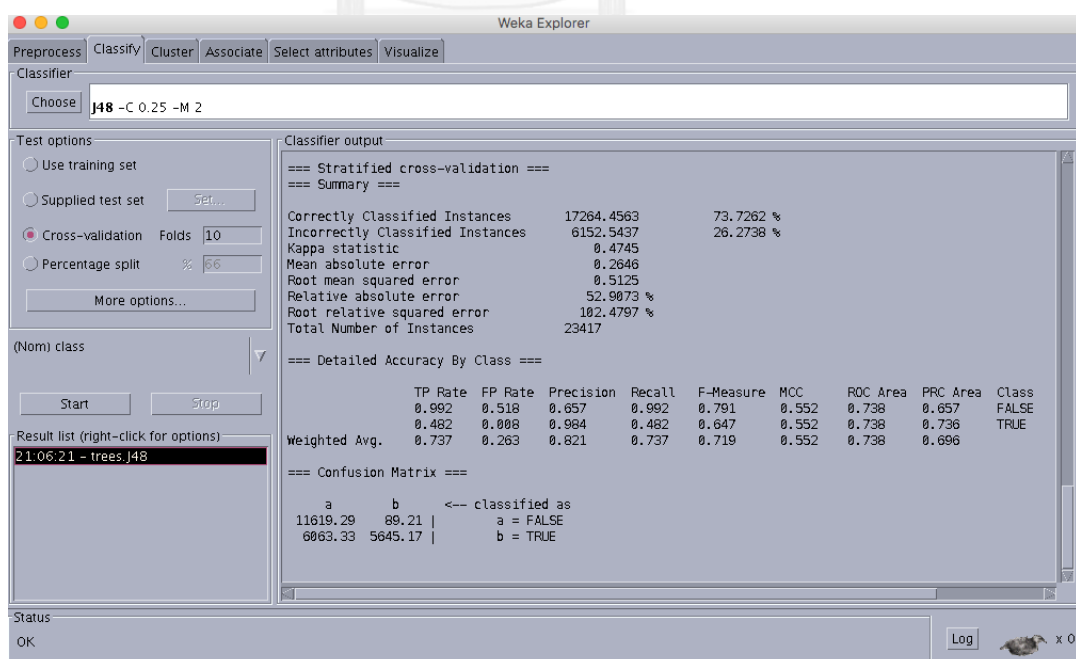 Weka Explorer
Preprocess Classify Cluster Associate Select attributes Visualize
Classifier
Choose J48 -C 0.25 -M 2
Test options
Use training set
Supplied test set Set...
Cross-validation Folds 10
Percentage split % 66
More options...
(Nom) class
Start Stop
Result list (right-click for options)
21:06:21 - trees.J48
Classifier output
=== Stratified cross-validation ===
=== Summary ===
Correctly Classified Instances 17264.4563 73.7262 %
Incorrectly Classified Instances 6152.5437 26.2738 %
Kappa statistic 0.4745
Mean absolute error 0.2646
Root mean squared error 0.5125
Relative absolute error 52.9073 %
Root relative squared error 102.4797 %
Total Number of Instances 23417
=== Detailed Accuracy By Class ===
TP Rate FP Rate Precision Recall F-Measure MCC ROC Area PRC Area Class
0.992 0.518 0.657 0.992 0.791 0.552 0.738 0.657 FALSE
0.482 0.008 0.984 0.482 0.647 0.552 0.738 0.736 TRUE
Weighted Avg. 0.737 0.263 0.821 0.737 0.719 0.552 0.738 0.696
=== Confusion Matrix ===
a b <-- classified as
11619.29 89.21 | a = FALSE
6063.33 5645.17 | b = TRUE
Status
OK
Log x 0